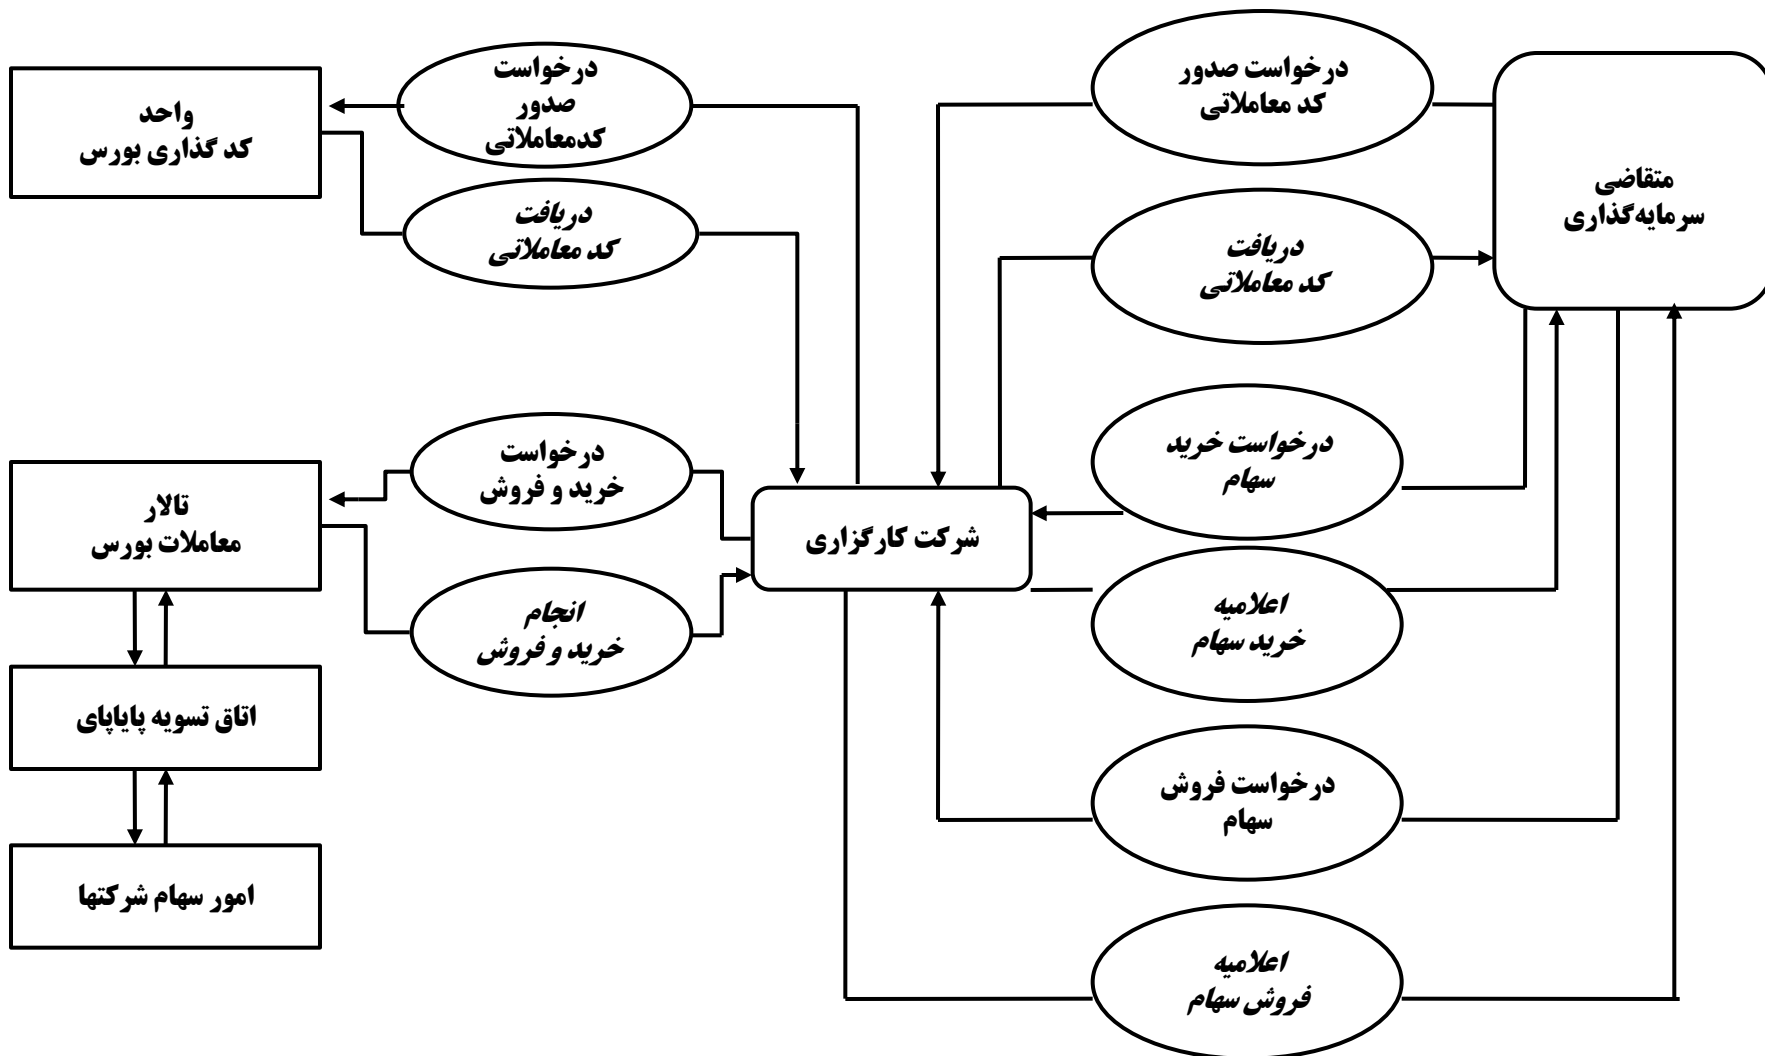 متقاضی
سرمایه‌گذاری
درخواست صدور
کد معاملاتی
دریافت
کد معاملاتی
درخواست خرید
سهام
اعلامیه
خرید سهام
درخواست فروش
سهام
اعلامیه
فروش سهام
شرکت کارگزاری
درخواست
صدور
کدمعاملاتی
دریافت
کد معاملاتی
درخواست
خرید و فروش
انجام
خرید و فروش
واحد
کد گذاری بورس
تالار
معاملات بورس
اتاق تسویه پایاپای
امور سهام شرکتها